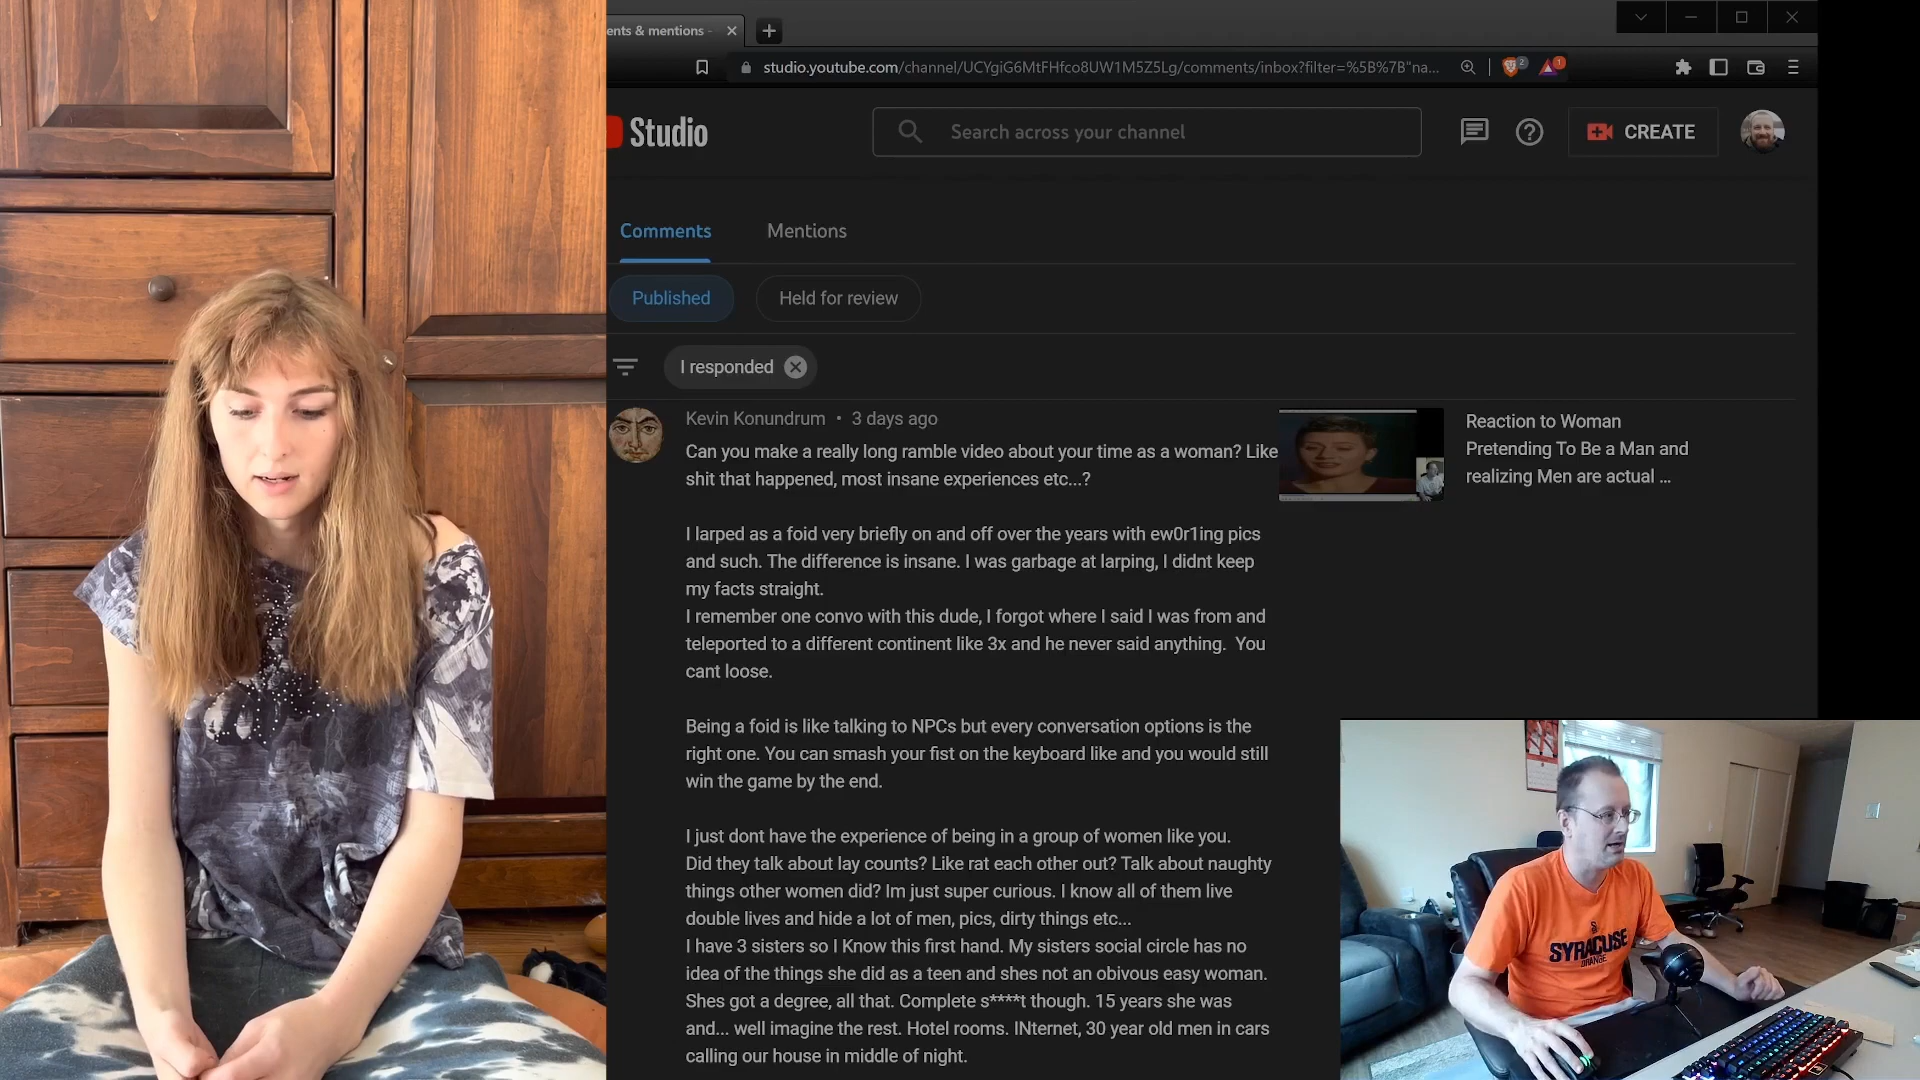 ents & mentions -
studio.youtube.com/channel/UCYgiG6MtFHfco8UW1M5Z5Lg/comments/inbox?filter=%5B%7B"na...
2
1
Studio
Search across your channel
CREATE
Comments
Mentions
Published
Held for review
I responded
Kevin Konundrum • 3 days ago
Can you make a really long ramble video about your time as a woman? Like
shit that happened, most insane experiences etc...?
Reaction to Woman
Pretending To Be a Man and
realizing Men are actual ...
I larped as a foid very briefly on and off over the years with ew0r1ing pics
and such. The difference is insane. I was garbage at larping, I didnt keep
my facts straight.
I remember one convo with this dude, I forgot where I said I was from and
teleported to a different continent like 3x and he never said anything.  You
cant loose.
Being a foid is like talking to NPCs but every conversation options is the
right one. You can smash your fist on the keyboard like and you would still
win the game by the end.
I just dont have the experience of being in a group of women like you.
Did they talk about lay counts? Like rat each other out? Talk about naughty
things other women did? Im just super curious. I know all of them live
double lives and hide a lot of men, pics, dirty things etc...
I have 3 sisters so I Know this first hand. My sisters social circle has no
idea of the things she did as a teen and shes not an obivous easy woman.
Shes got a degree, all that. Complete s****t though. 15 years she was
and... well imagine the rest. Hotel rooms. INternet, 30 year old men in cars
calling our house in middle of night.
SYRACUSE
ORANGE